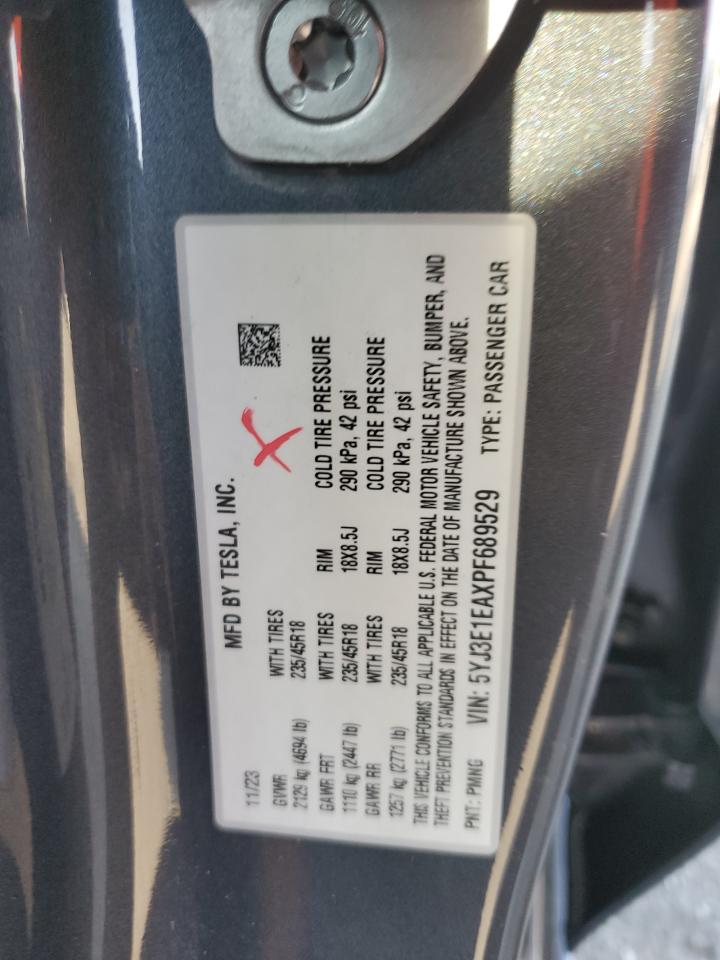 MFD BY TESLA, INC.
11/23
GVWR WITH TIRES
2129 kg (4694 lb) 235/45R18
GAWR FRT WITH TIRES RIM COLD TIRE PRESSURE
1110 kg (2447 lb) 235/45R18 18X8.5J 290 kPa, 42 psi
GAWR RR WITH TIRES RIM COLD TIRE PRESSURE
1257 kg (2771 lb) 235/45R18 18X8.5J 290 kPa, 42 psi
THIS VEHICLE CONFORMS TO ALL APPLICABLE U.S. FEDERAL MOTOR VEHICLE SAFETY, BUMPER, AND
THEFT PREVENTION STANDARDS IN EFFECT ON THE DATE OF MANUFACTURE SHOWN ABOVE.
PNT: PMNG VIN: 5YJ3E1EAXPF689529 TYPE: PASSENGER CAR